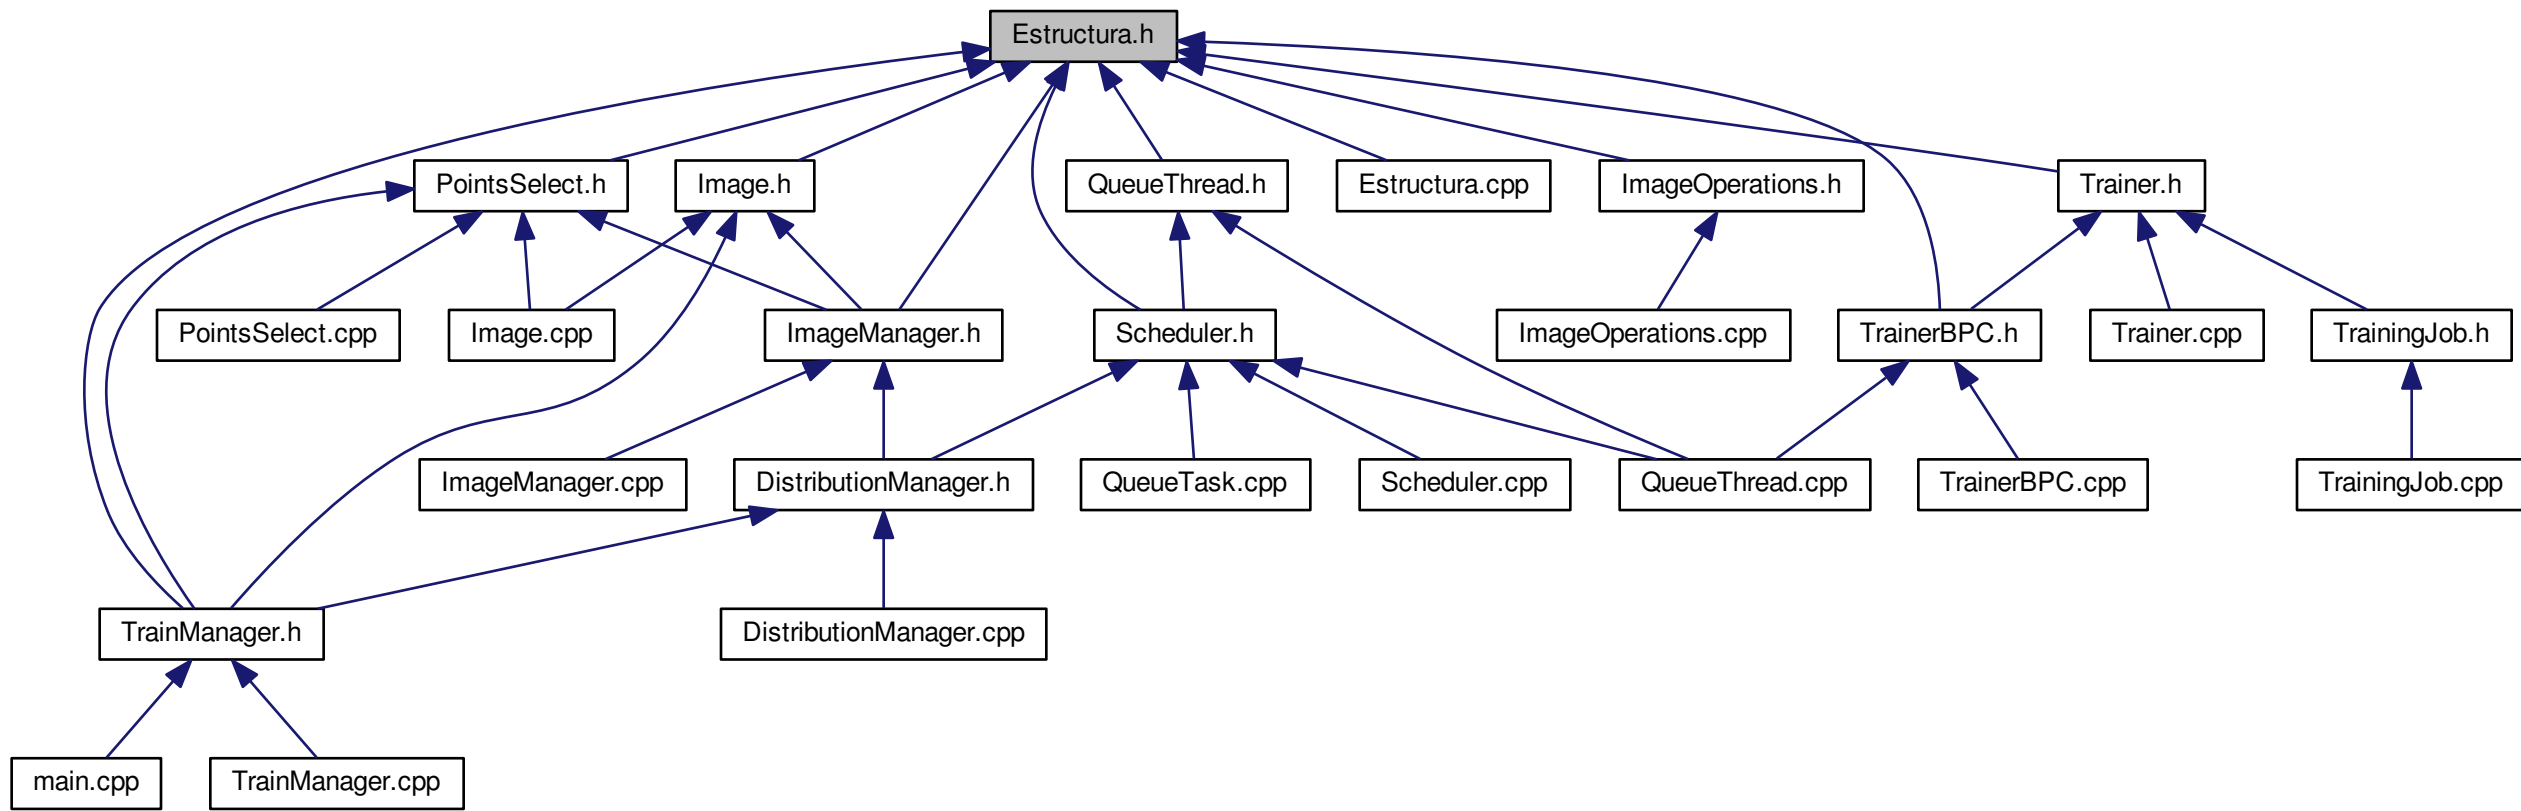 Estructura.h
PointsSelect.h
Image.h
QueueThread.h
Estructura.cpp
ImageOperations.h
Trainer.h
PointsSelect.cpp
Image.cpp
ImageManager.h
Scheduler.h
ImageOperations.cpp
TrainerBPC.h
Trainer.cpp
TrainingJob.h
ImageManager.cpp
DistributionManager.h
QueueTask.cpp
Scheduler.cpp
QueueThread.cpp
TrainerBPC.cpp
TrainingJob.cpp
TrainManager.h
DistributionManager.cpp
main.cpp
TrainManager.cpp